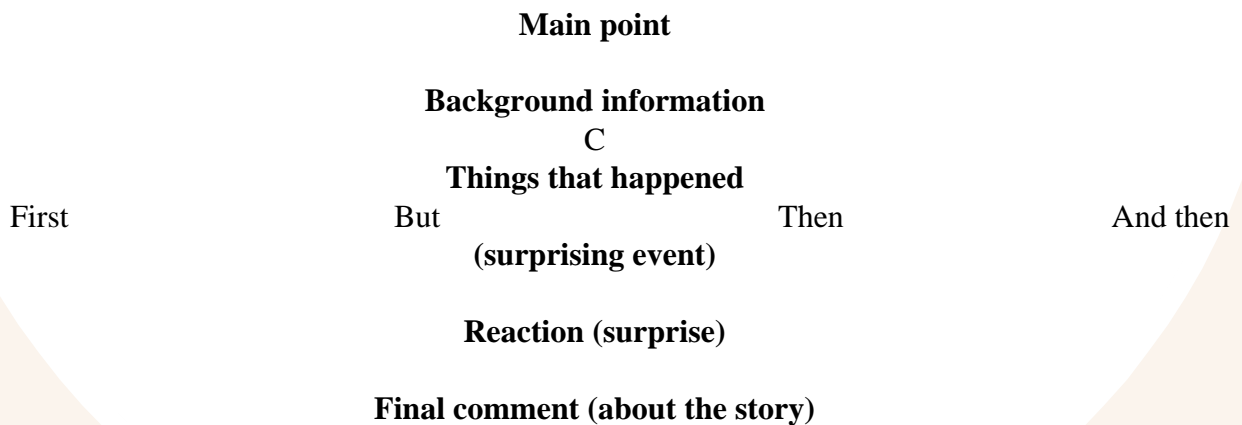 Main point
Background information
C
Things that happened
First But Then And then
(surprising event)
Reaction (surprise)
Final comment (about the story)